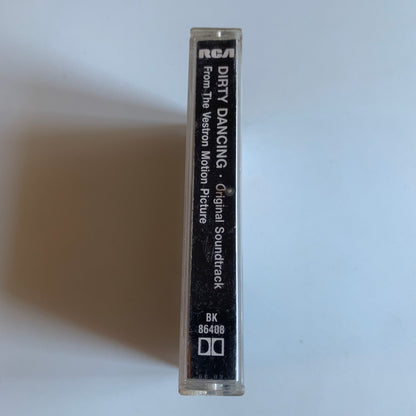 RCA
DIRTY DANCING · Original Soundtrack
From The Vestron Motion Picture
BK
86408